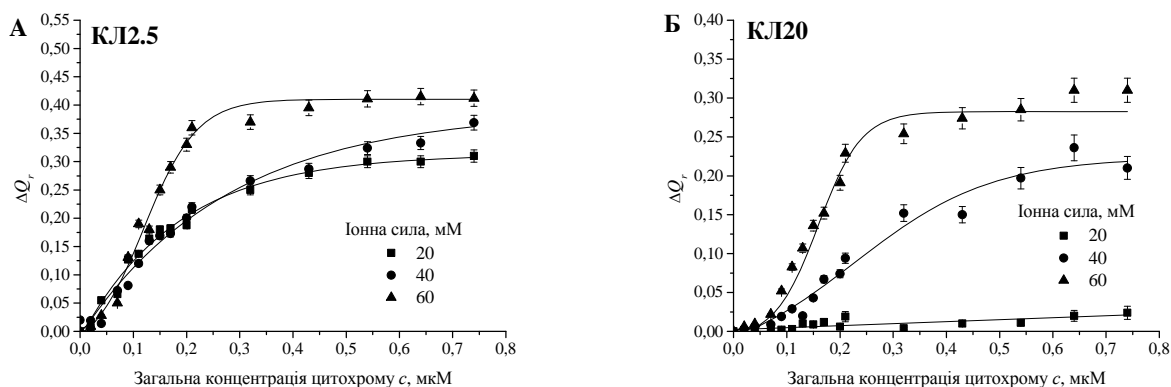 А
КЛ2.5
0,55
0,50
0,45
0,40
0,35
0,30
0,25
0,20
0,15
0,10
0,05
0,00
ΔQr
Іонна сила, мМ
20
40
60
0,0 0,1 0,2 0,3 0,4 0,5 0,6 0,7 0,8
Загальна концентрація цитохрому с, мкМ
Б
КЛ20
0,40
0,35
0,30
0,25
0,20
0,15
0,10
0,05
0,00
ΔQr
Іонна сила, мМ
20
40
60
0,0 0,1 0,2 0,3 0,4 0,5 0,6 0,7 0,8
Загальна концентрація цитохрому с, мкМ